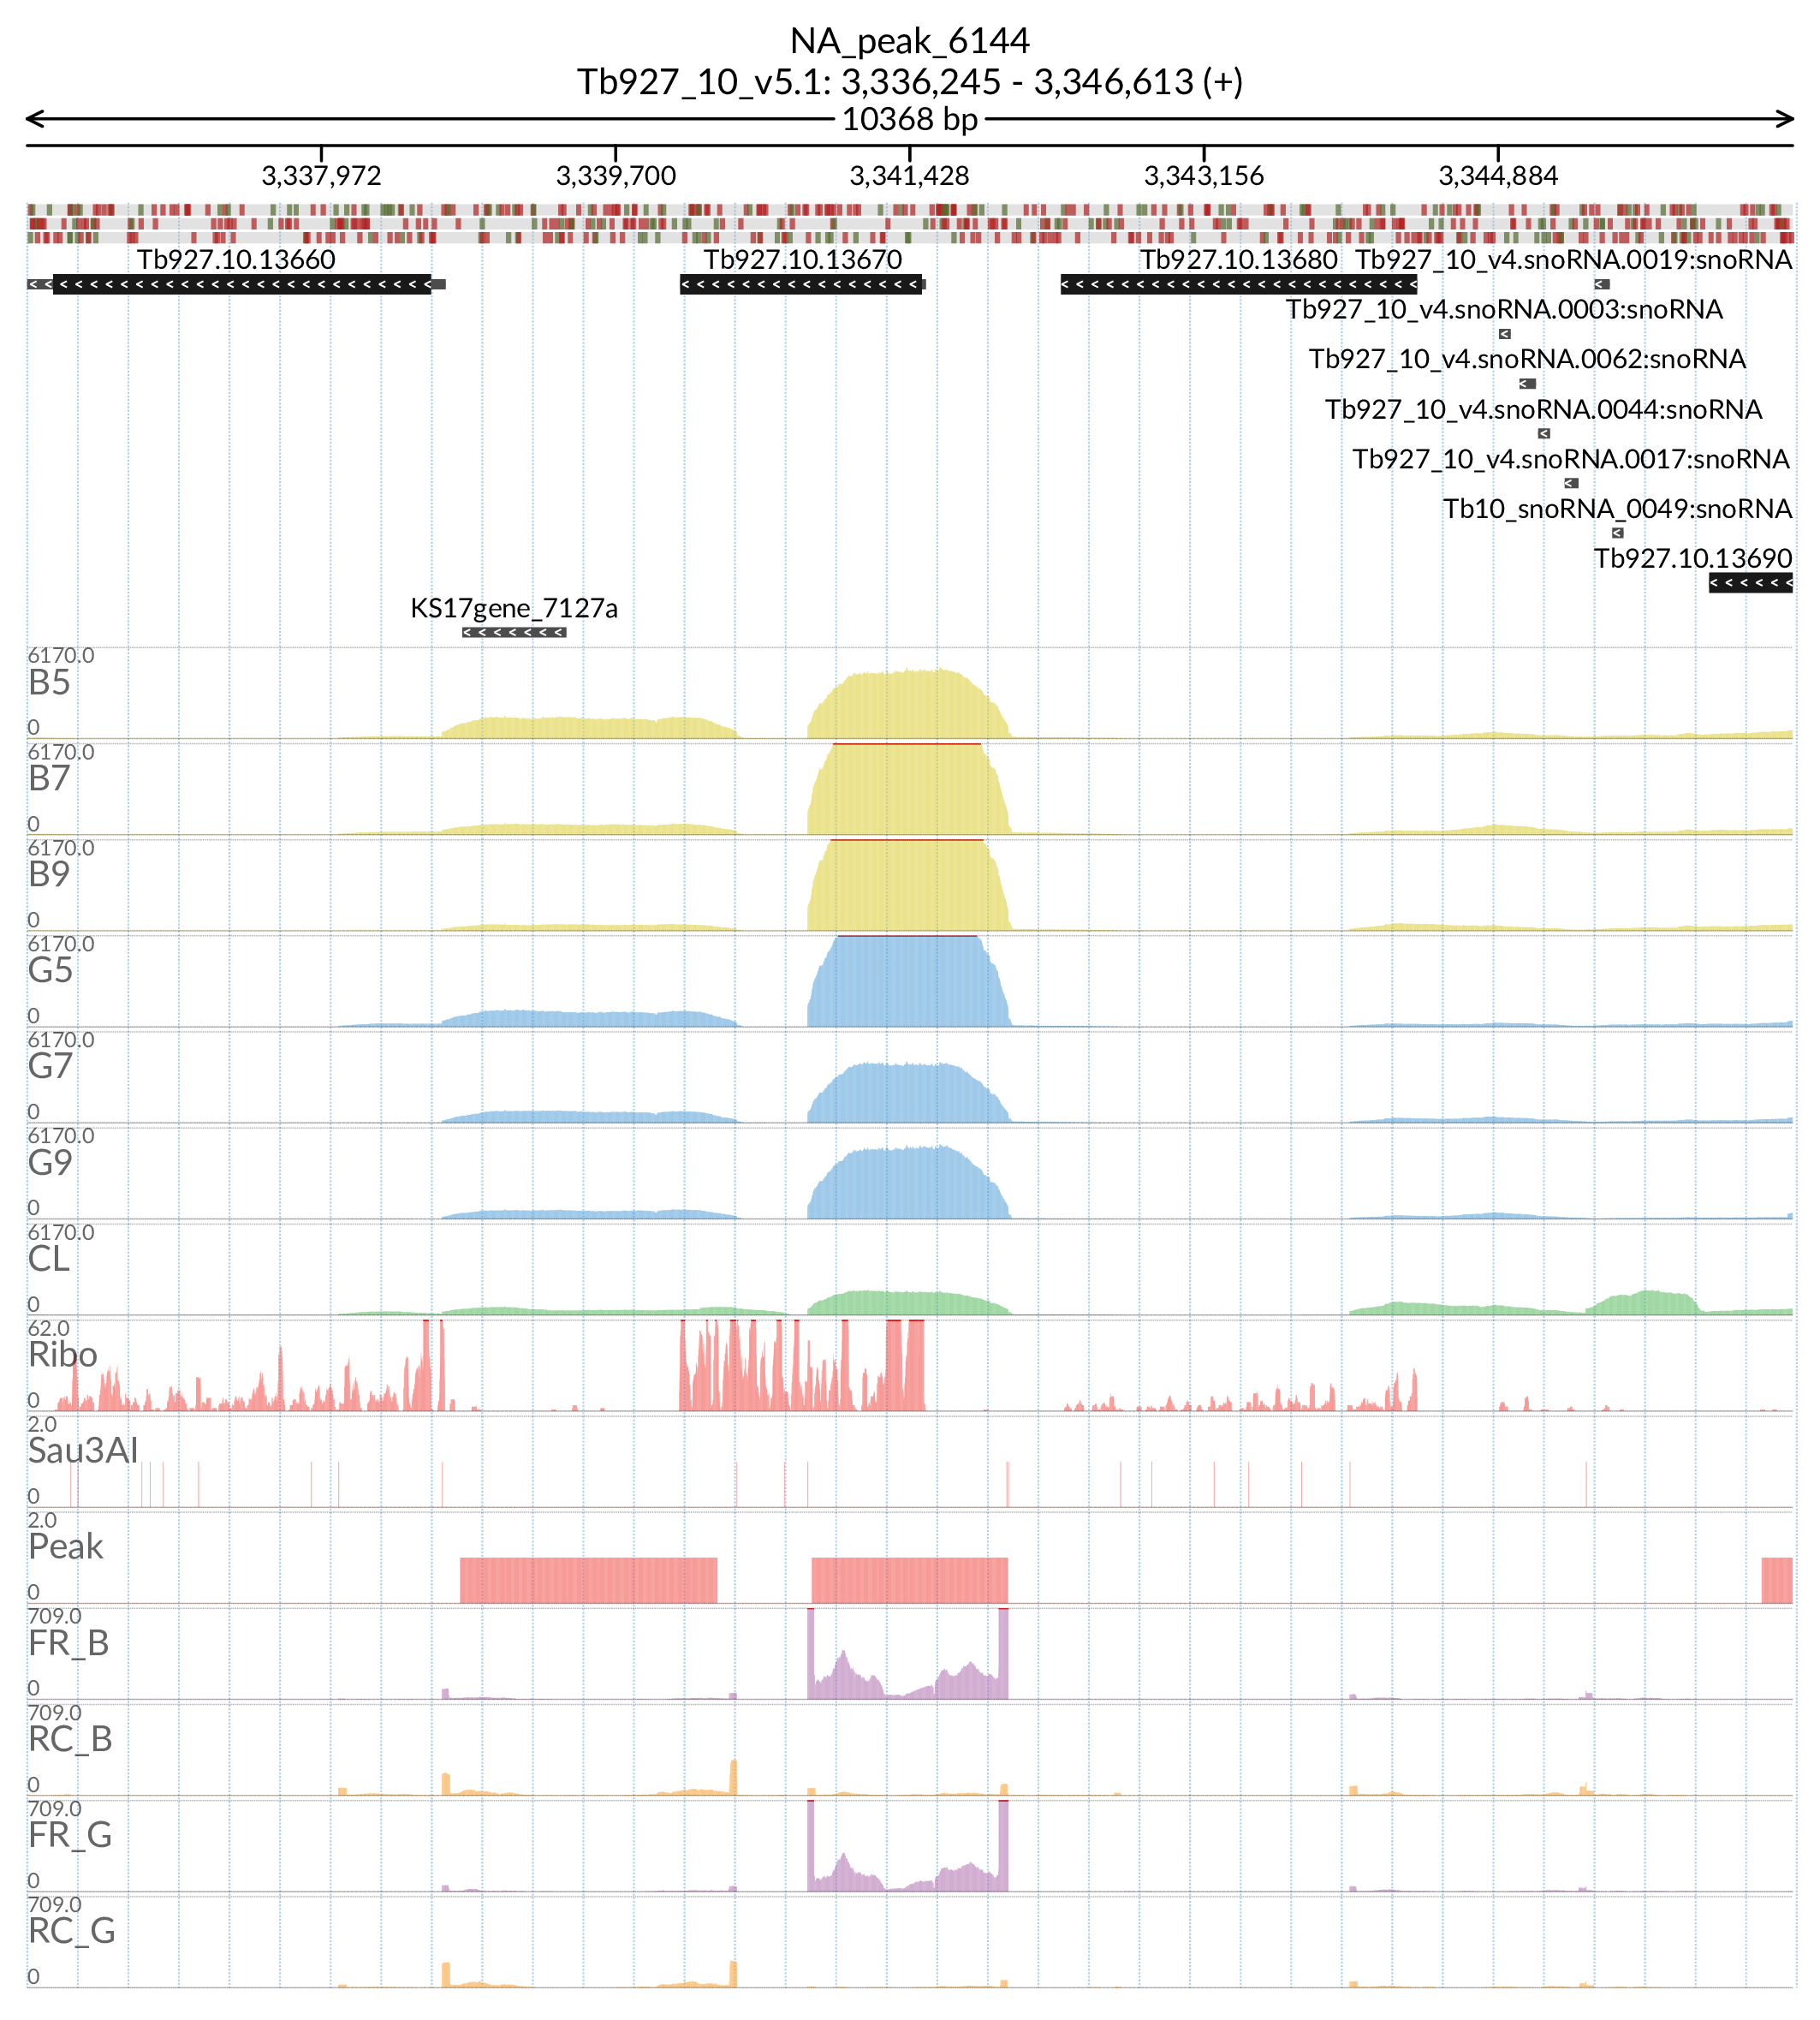 NA_peak_6144
Tb927_10_v5.1: 3,336,245 - 3,346,613 (+)
10368 bp
3,337,972 3,339,700 3,341,428 3,343,156 3,344,884
Tb927.10.13660 Tb927.10.13670 Tb927.10.13680 Tb927_10_v4.snoRNA.0019:snoRNA
Tb927_10_v4.snoRNA.0003:snoRNA
Tb927_10_v4.snoRNA.0062:snoRNA
Tb927_10_v4.snoRNA.0044:snoRNA
Tb927_10_v4.snoRNA.0017:snoRNA
Tb10_snoRNA_0049:snoRNA
Tb927.10.13690
KS17gene_7127a
6170.0
B5
0
6170.0
B7
0
6170.0
B9
0
6170.0
G5
0
6170.0
G7
0
6170.0
G9
0
6170.0
CL
0
62.0
Ribo
0
2.0
Sau3AI
0
2.0
Peak
0
709.0
FR_B
0
709.0
RC_B
0
709.0
FR_G
0
709.0
RC_G
0